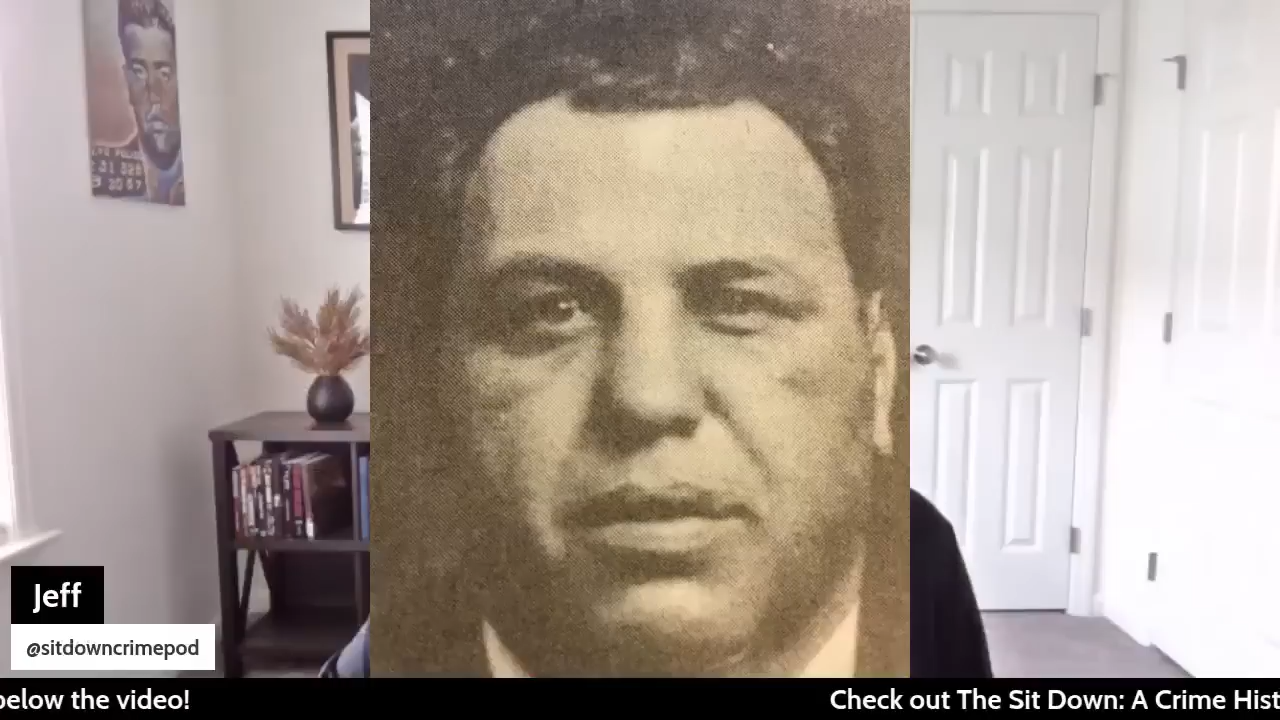 Jeff
@sitdowncrimepod
below the video!
Check out The Sit Down: A Crime Hist